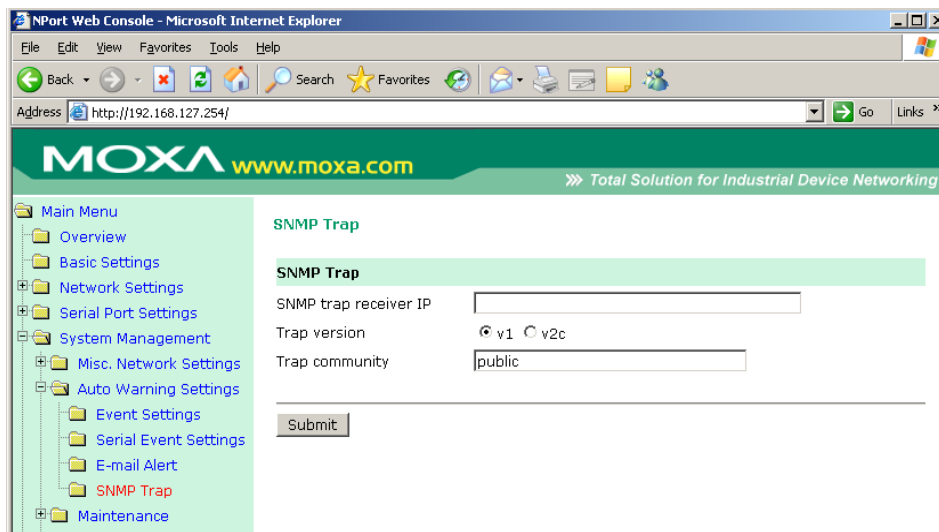 NPort Web Console - Microsoft Internet Explorer
File Edit View Favorites Tools Help
Back Search Favorites
Address http://192.168.127.254/ Go Links »
MOXA www.moxa.com
Total Solution for Industrial Device Networking
Main Menu
Overview
Basic Settings
Network Settings
Serial Port Settings
System Management
Misc. Network Settings
Auto Warning Settings
Event Settings
Serial Event Settings
E-mail Alert
SNMP Trap
Maintenance
SNMP Trap
SNMP Trap
SNMP trap receiver IP
Trap version v1 v2c
Trap community public
Submit